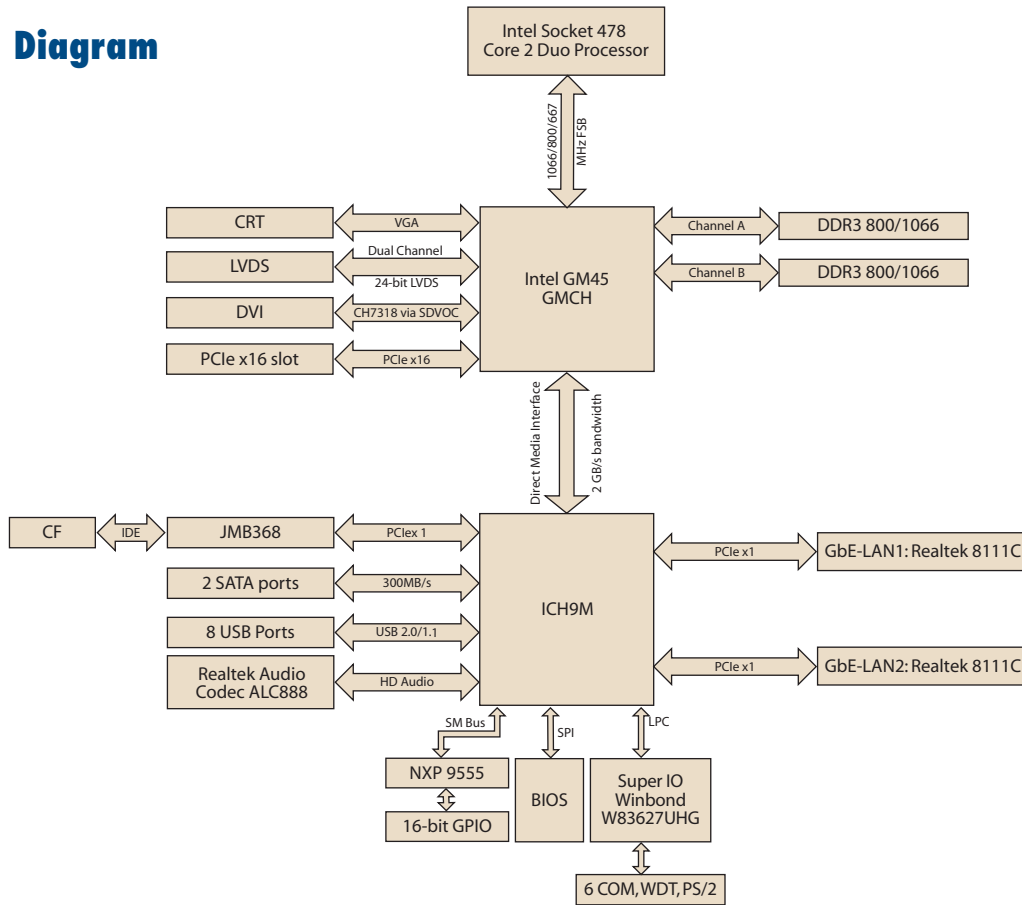 Diagram
Intel Socket 478
Core 2 Duo Processor
1066/800/667
MHz FSB
CRT
VGA
Channel A
DDR3 800/1066
LVDS
Dual Channel
24-bit LVDS
Intel GM45
GMCH
Channel B
DDR3 800/1066
DVI
CH7318 via SDVOC
PCIe x16 slot
PCIe x16
Direct Media Interface
2 GB/s bandwidth
CF
IDE
JMB368
PCIex 1
PCIe x1
GbE-LAN1: Realtek 8111C
2 SATA ports
300MB/s
ICH9M
8 USB Ports
USB 2.0/1.1
Realtek Audio
Codec ALC888
HD Audio
PCIe x1
GbE-LAN2: Realtek 8111C
SM Bus
SPI
LPC
NXP 9555
16-bit GPIO
BIOS
Super IO
Winbond
W83627UHG
6 COM, WDT, PS/2